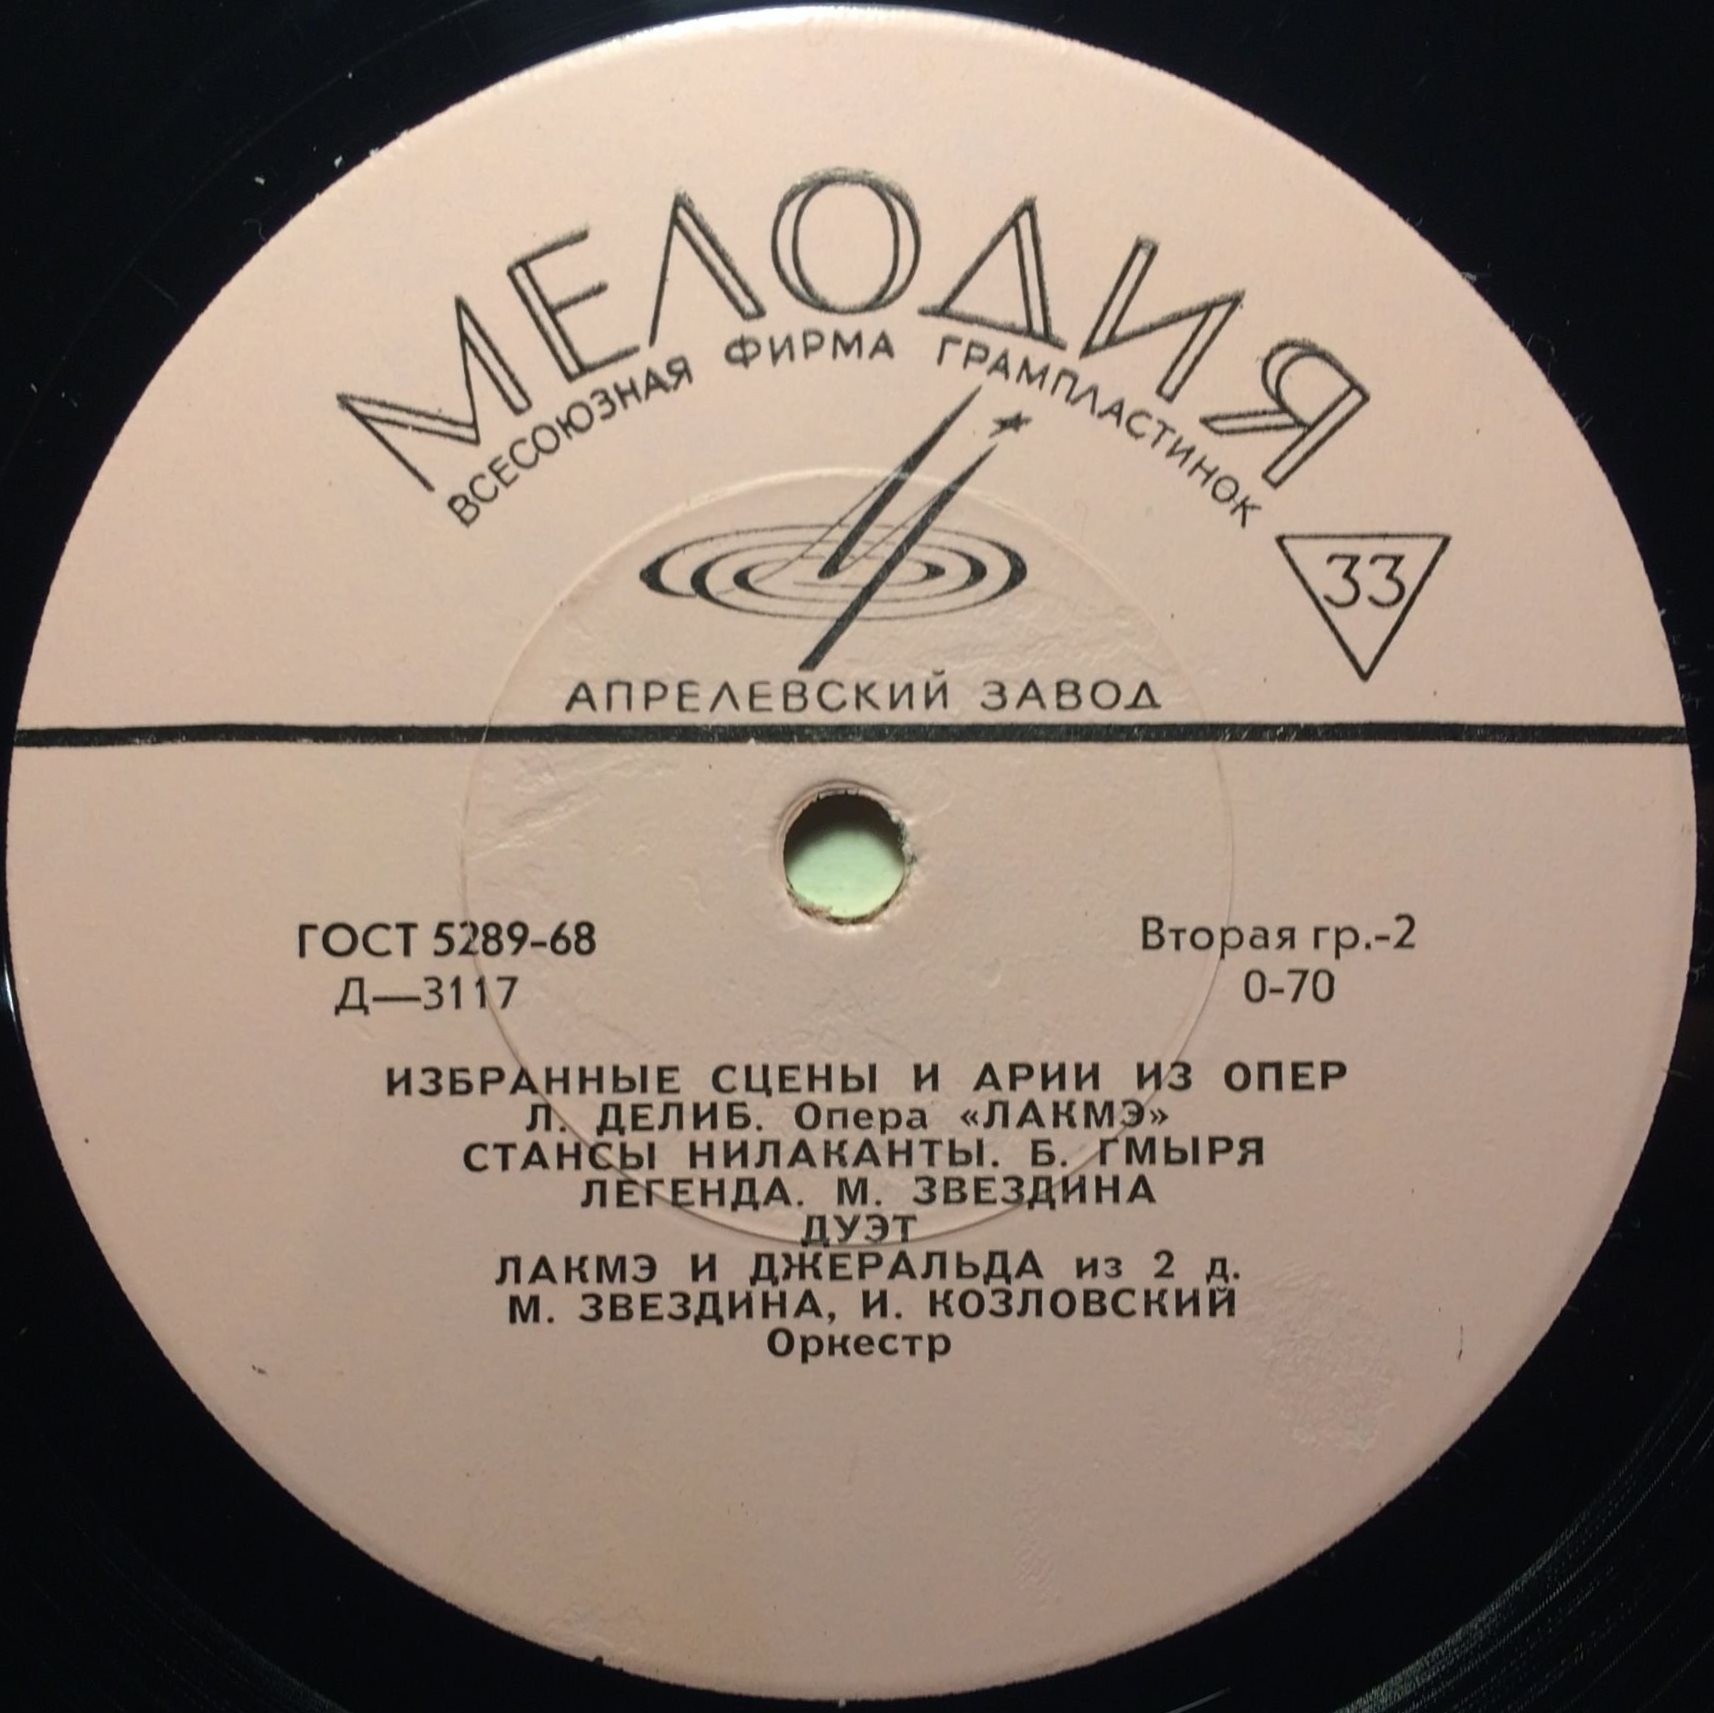 МЕЛОДИЯ
ВСЕСОЮЗНАЯ ФИРМА ГРАМПЛАСТИНОК
33
АПРЕЛЕВСКИЙ ЗАВОД
ГОСТ 5289-68
Вторая гр.-2
Д—3117
0-70
ИЗБРАННЫЕ СЦЕНЫ И АРИИ ИЗ ОПЕР
Л. ДЕЛИБ. Опера «ЛАКМЭ»
СТАНСЫ НИЛАКАНТЫ. Б. ГМЫРЯ
ЛЕГЕНДА. М. ЗВЕЗДИНА
ДУЭТ
ЛАКМЭ И ДЖЕРАЛЬДА из 2 д.
М. ЗВЕЗДИНА, И. КОЗЛОВСКИЙ
Оркестр